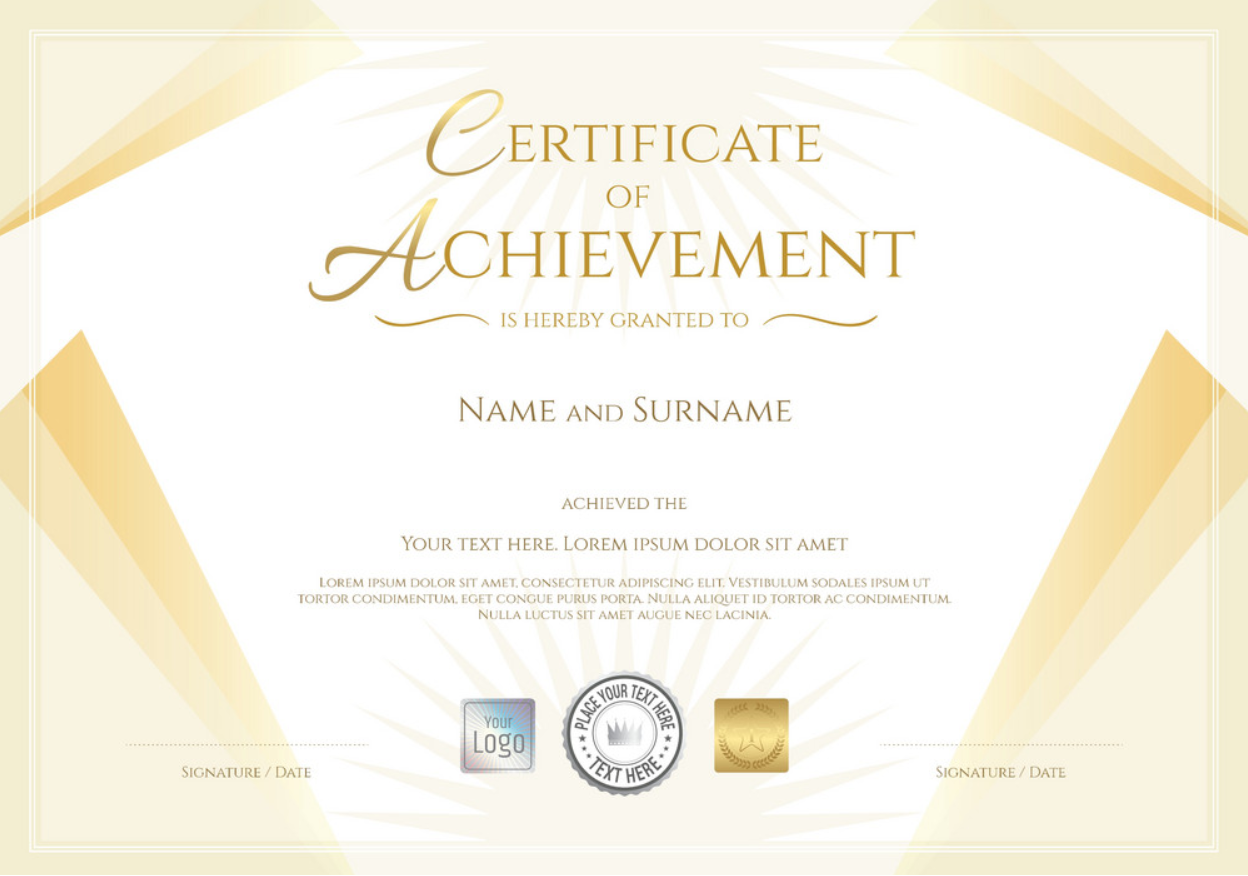 CERTIFICATE
OF
ACHIEVEMENT
IS HEREBY GRANTED TO
NAME AND SURNAME
ACHIEVED THE
YOUR TEXT HERE. LOREM IPSUM DOLOR SIT AMET
LOREM IPSUM DOLOR SIT AMET, CONSECTETUR ADIPISCING ELIT. VESTIBULUM SODALES IPSUM UT
TORTOR CONDIMENTUM, EGET CONGUE PURUS PORTA. NULLA ALIQUET ID TORTOR AC CONDIMENTUM.
NULLA LUCTUS SIT AMET AUGUE NEC LACINIA.
Your
Logo
PLACE YOUR TEXT HERE
TEXT HERE
SIGNATURE / DATE
SIGNATURE / DATE